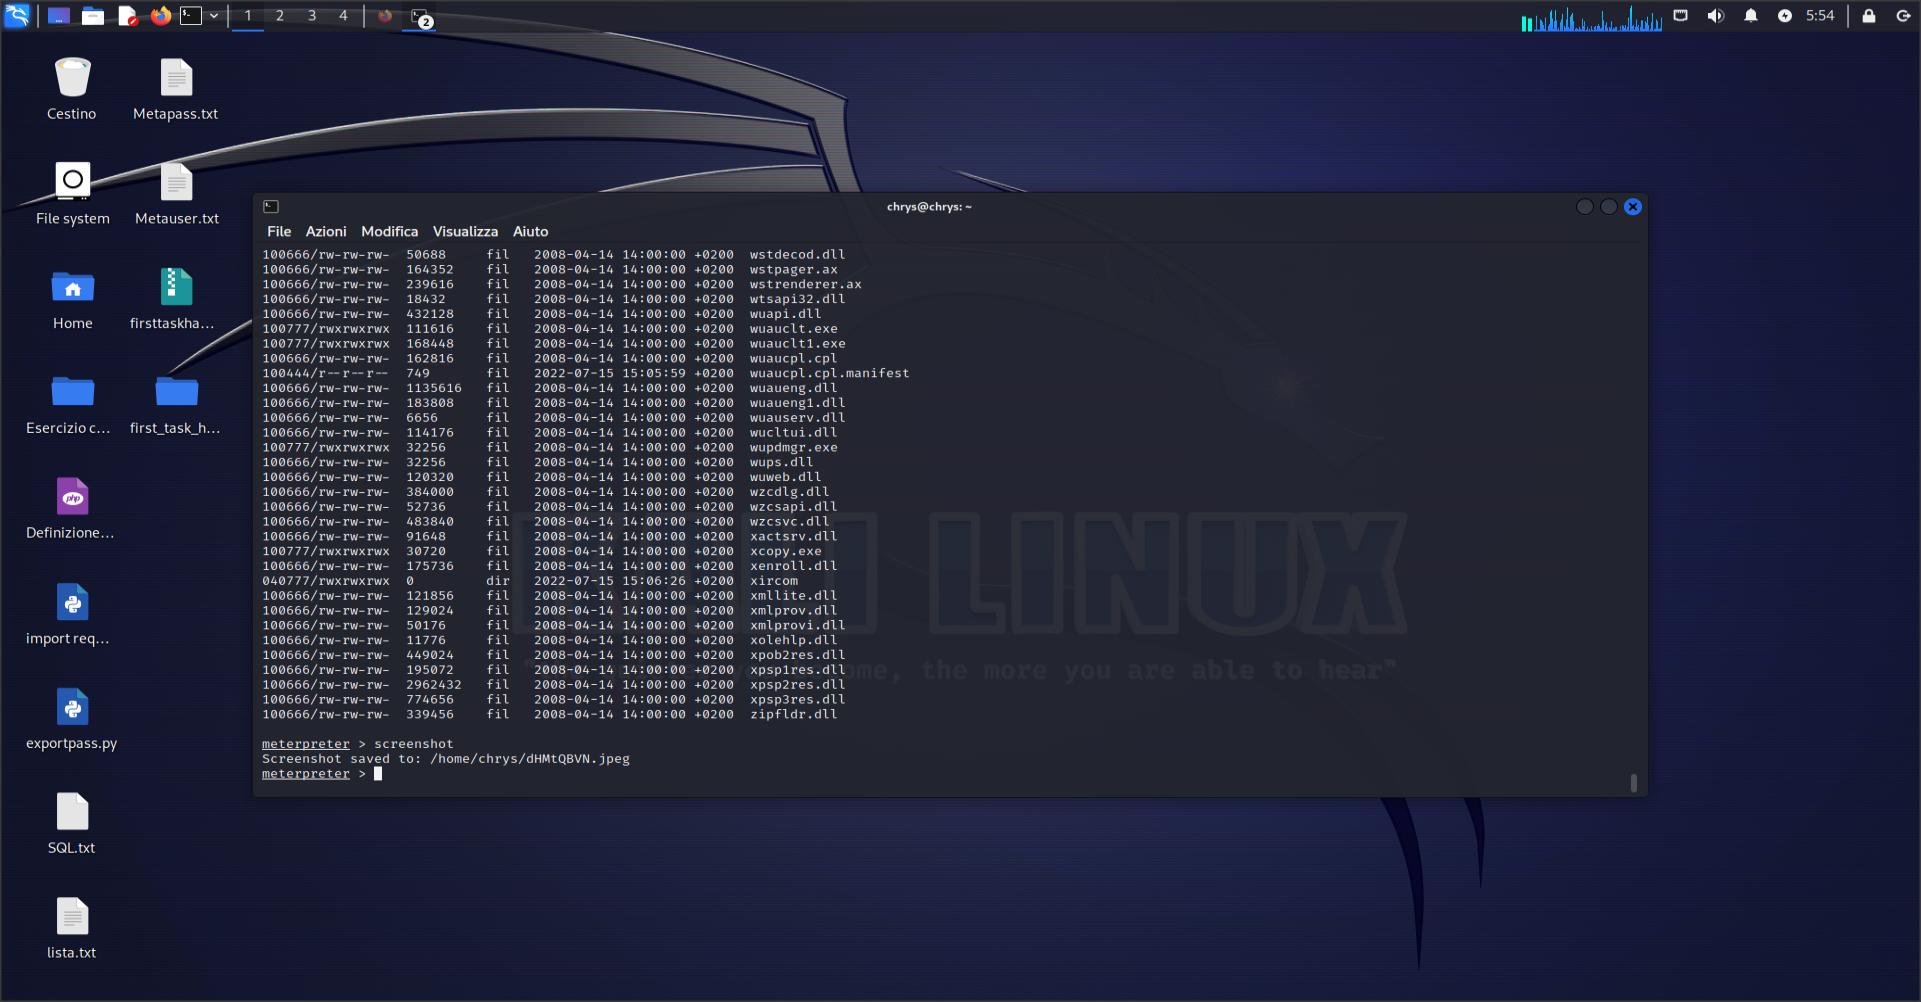 1 2 3 4 2 5:54
Cestino
Metapass.txt
File system
Metauser.txt
Home
firsttaskha...
Esercizio c...
first_task_h...
php
Definizione...
import req...
exportpass.py
SQL.txt
lista.txt
chrys@chrys: ~
File Azioni Modifica Visualizza Aiuto
100666/rw-rw-rw- 50688 fil 2008-04-14 14:00:00 +0200 wstdecod.dll
100666/rw-rw-rw- 164352 fil 2008-04-14 14:00:00 +0200 wstpager.ax
100666/rw-rw-rw- 239616 fil 2008-04-14 14:00:00 +0200 wstrenderer.ax
100666/rw-rw-rw- 18432 fil 2008-04-14 14:00:00 +0200 wtsapi32.dll
100666/rw-rw-rw- 432128 fil 2008-04-14 14:00:00 +0200 wuapi.dll
100777/rwxrwxrwx 111616 fil 2008-04-14 14:00:00 +0200 wuauclt.exe
100777/rwxrwxrwx 168448 fil 2008-04-14 14:00:00 +0200 wuauclt1.exe
100666/rw-rw-rw- 162816 fil 2008-04-14 14:00:00 +0200 wuaucpl.cpl
100444/r--r--r-- 749 fil 2022-07-15 15:05:59 +0200 wuaucpl.cpl.manifest
100666/rw-rw-rw- 1135616 fil 2008-04-14 14:00:00 +0200 wuaueng.dll
100666/rw-rw-rw- 183808 fil 2008-04-14 14:00:00 +0200 wuaueng1.dll
100666/rw-rw-rw- 6656 fil 2008-04-14 14:00:00 +0200 wuauserv.dll
100666/rw-rw-rw- 114176 fil 2008-04-14 14:00:00 +0200 wucltui.dll
100777/rwxrwxrwx 32256 fil 2008-04-14 14:00:00 +0200 wupdmgr.exe
100666/rw-rw-rw- 32256 fil 2008-04-14 14:00:00 +0200 wups.dll
100666/rw-rw-rw- 120320 fil 2008-04-14 14:00:00 +0200 wuweb.dll
100666/rw-rw-rw- 384000 fil 2008-04-14 14:00:00 +0200 wzcdlg.dll
100666/rw-rw-rw- 52736 fil 2008-04-14 14:00:00 +0200 wzcsapi.dll
100666/rw-rw-rw- 483840 fil 2008-04-14 14:00:00 +0200 wzcsvc.dll
100666/rw-rw-rw- 91648 fil 2008-04-14 14:00:00 +0200 xactsrv.dll
100777/rwxrwxrwx 30720 fil 2008-04-14 14:00:00 +0200 xcopy.exe
100666/rw-rw-rw- 175736 fil 2008-04-14 14:00:00 +0200 xenroll.dll
040777/rwxrwxrwx 0 dir 2022-07-15 15:06:26 +0200 xircom
100666/rw-rw-rw- 121856 fil 2008-04-14 14:00:00 +0200 xmllite.dll
100666/rw-rw-rw- 129024 fil 2008-04-14 14:00:00 +0200 xmlprov.dll
100666/rw-rw-rw- 50176 fil 2008-04-14 14:00:00 +0200 xmlprovi.dll
100666/rw-rw-rw- 11776 fil 2008-04-14 14:00:00 +0200 xolehlp.dll
100666/rw-rw-rw- 449024 fil 2008-04-14 14:00:00 +0200 xpob2res.dll
100666/rw-rw-rw- 195072 fil 2008-04-14 14:00:00 +0200 xpsp1res.dll
100666/rw-rw-rw- 2962432 fil 2008-04-14 14:00:00 +0200 xpsp2res.dll
100666/rw-rw-rw- 774656 fil 2008-04-14 14:00:00 +0200 xpsp3res.dll
100666/rw-rw-rw- 339456 fil 2008-04-14 14:00:00 +0200 zipfldr.dll
meterpreter > screenshot
Screenshot saved to: /home/chrys/dHMtQBVN.jpeg
meterpreter >
LINUX
the more you are able to hear"